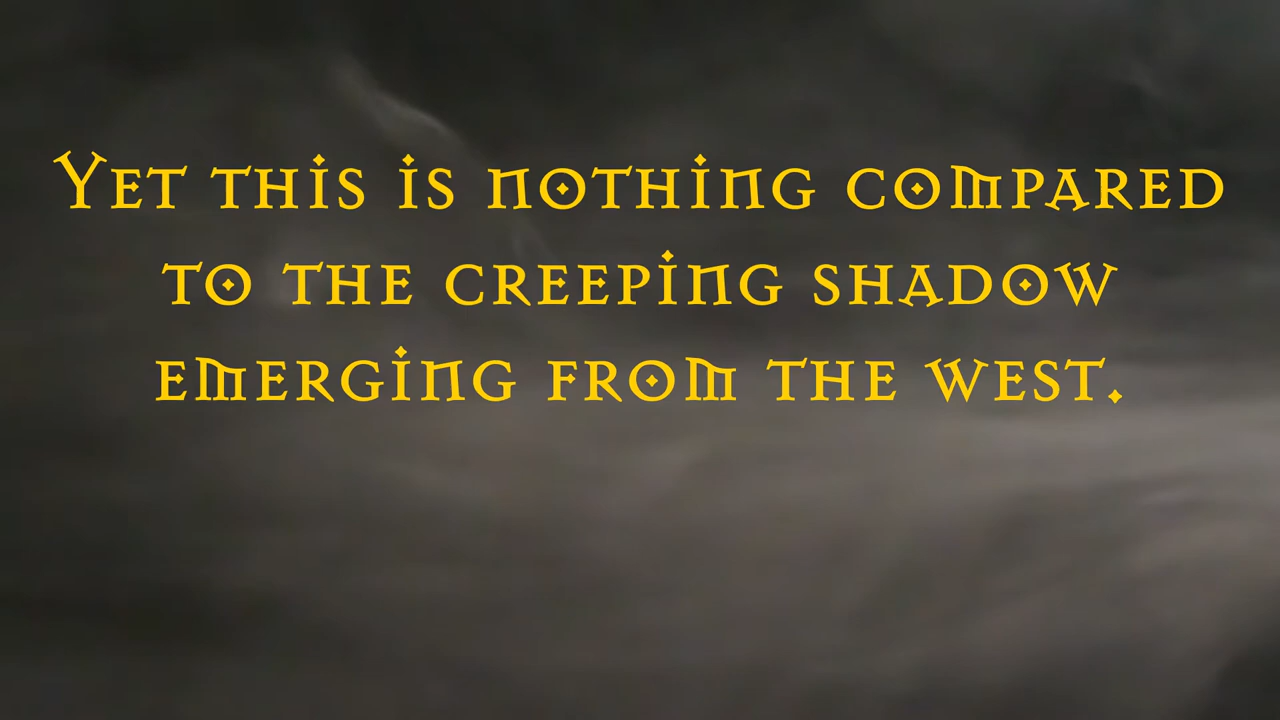 Yet this is nothing compared
to the creeping shadow
emerging from the west.